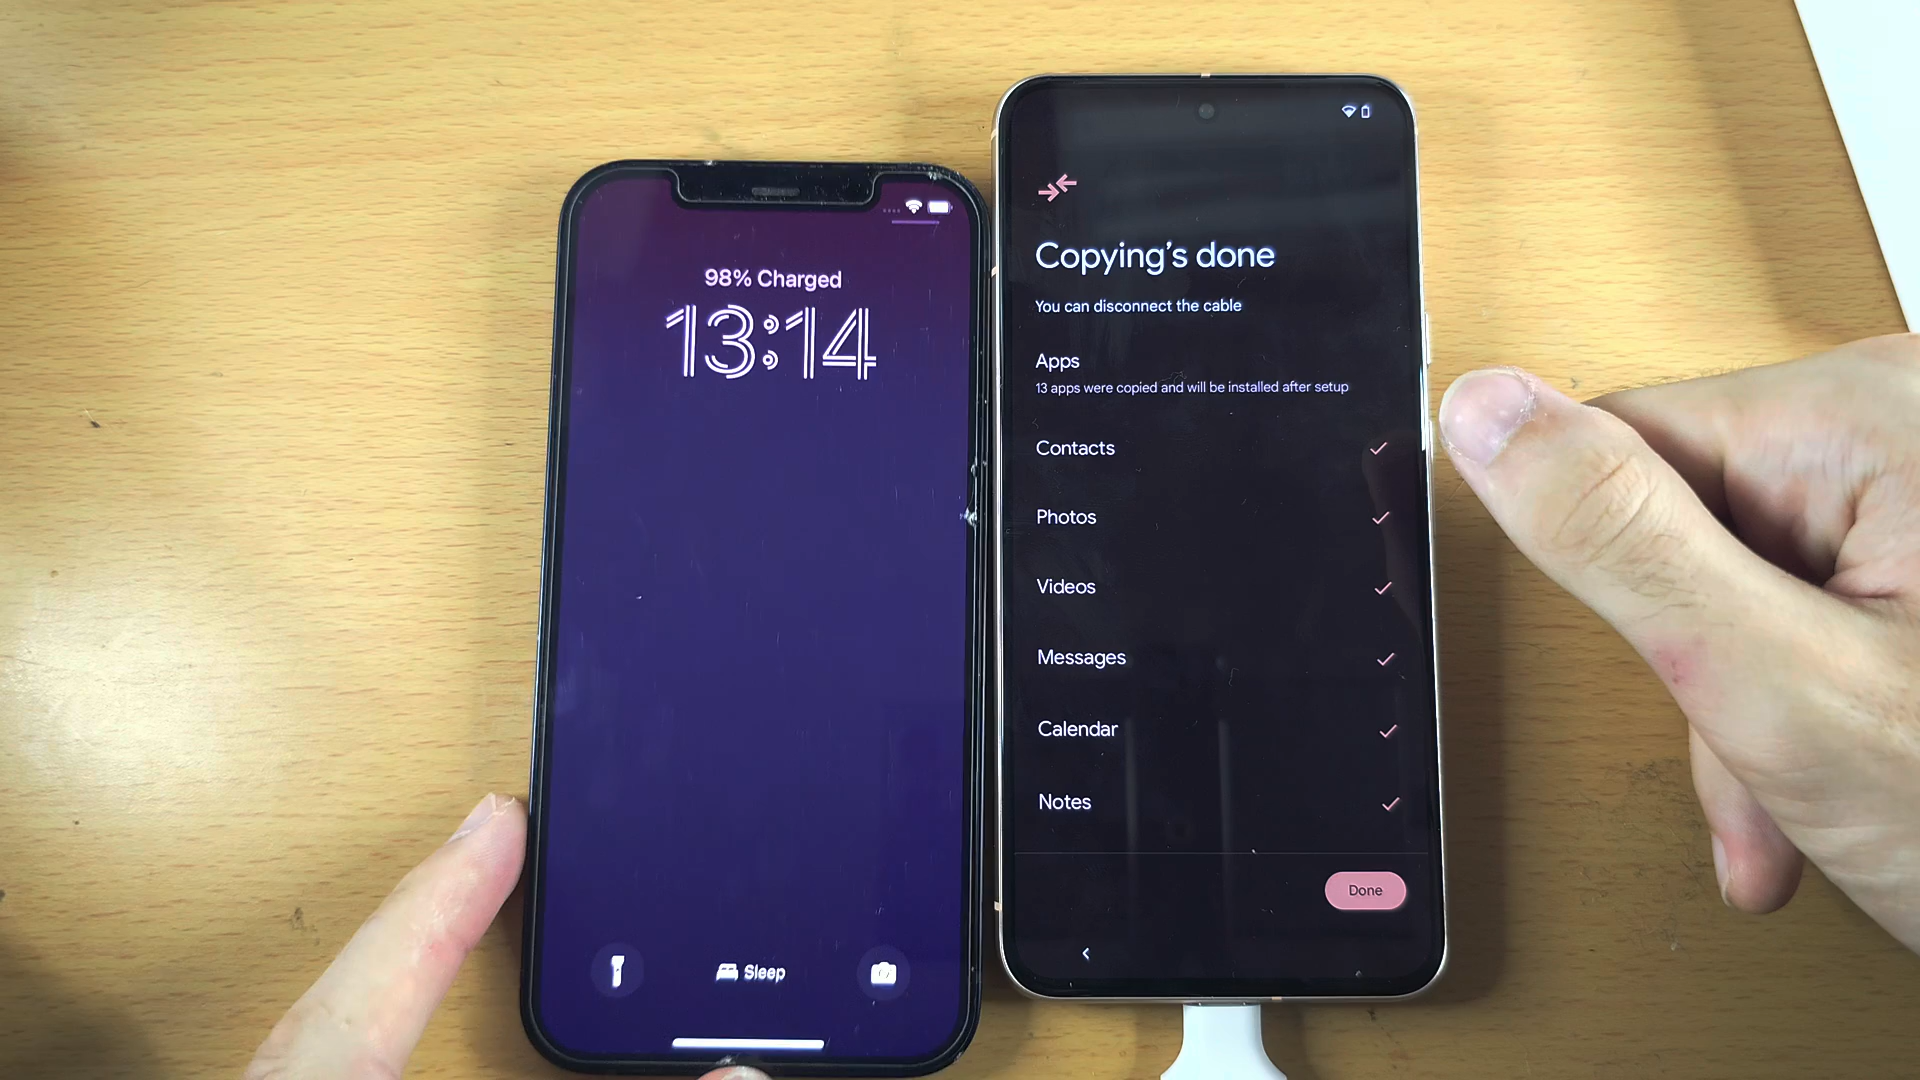 98% Charged
13:14
Sleep
Copying's done
You can disconnect the cable
Apps
13 apps were copied and will be installed after setup
Contacts
Photos
Videos
Messages
Calendar
Notes
Done